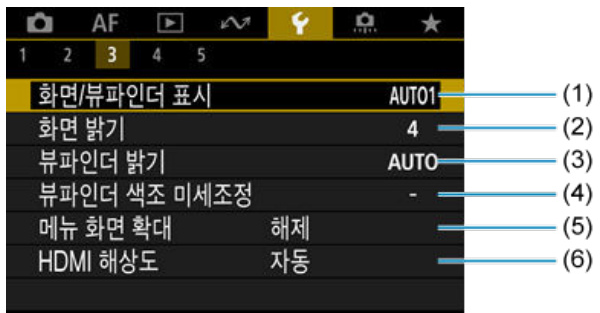 AF
1 2 3 4 5
화면/뷰파인더 표시 AUTO1 (1)
화면 밝기 4 (2)
뷰파인더 밝기 AUTO (3)
뷰파인더 색조 미세조정 - (4)
메뉴 화면 확대 해제 (5)
HDMI 해상도 자동 (6)